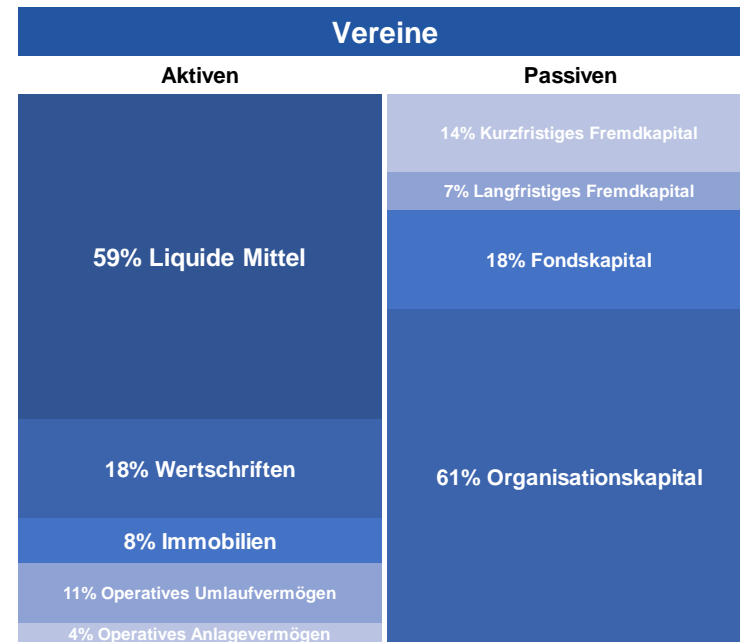 Vereine
Aktiven
Passiven
59% Liquide Mittel
18% Wertschriften
8% Immobilien
11% Operatives Umlaufvermögen
4% Operatives Anlagevermögen
14% Kurzfristiges Fremdkapital
7% Langfristiges Fremdkapital
18% Fondskapital
61% Organisationskapital